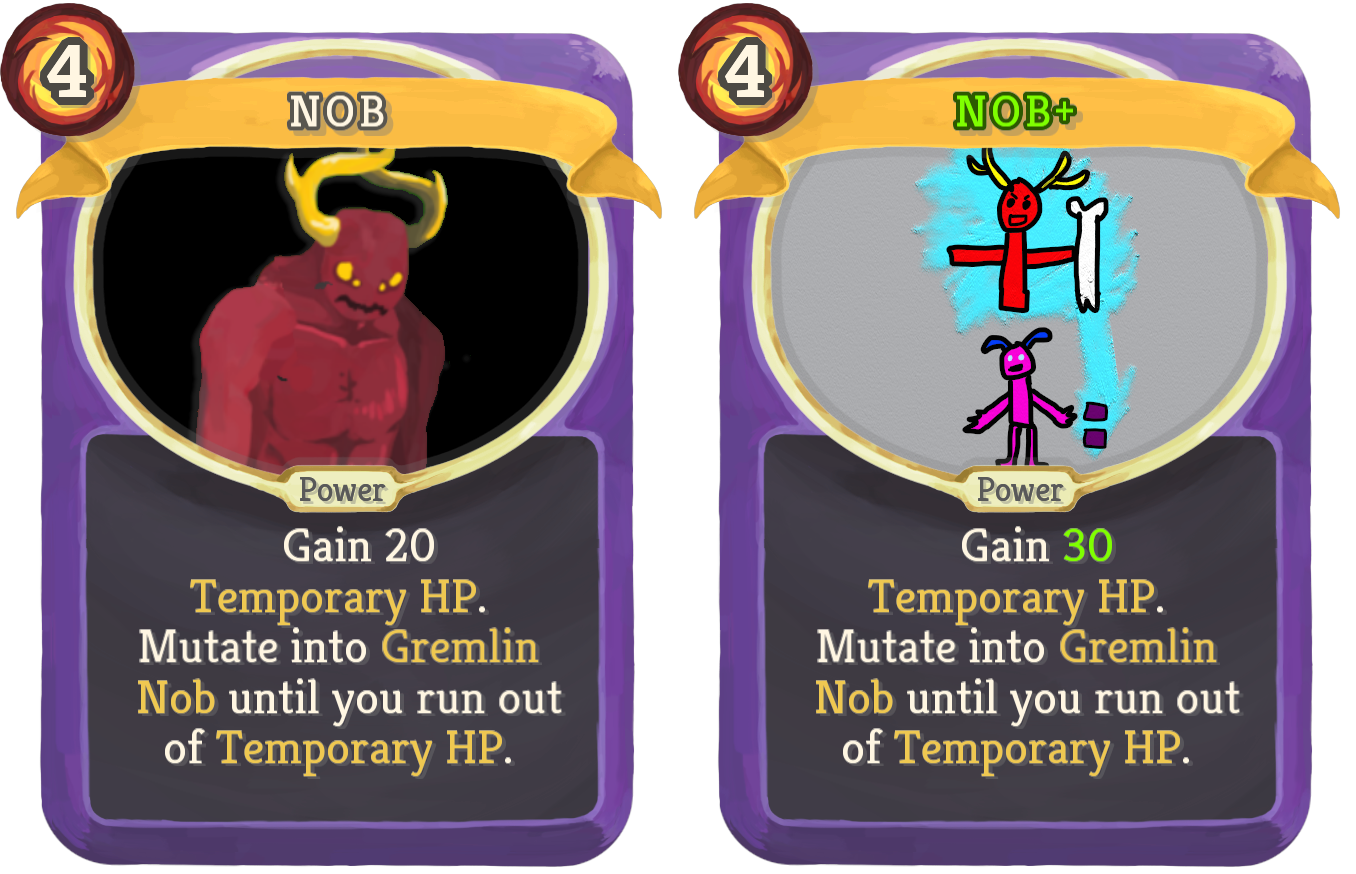 4
NOB
Power
Gain 20
Temporary HP.
Mutate into Gremlin
Nob until you run out
of Temporary HP.
4
NOB+
Power
Gain 30
Temporary HP.
Mutate into Gremlin
Nob until you run out
of Temporary HP.